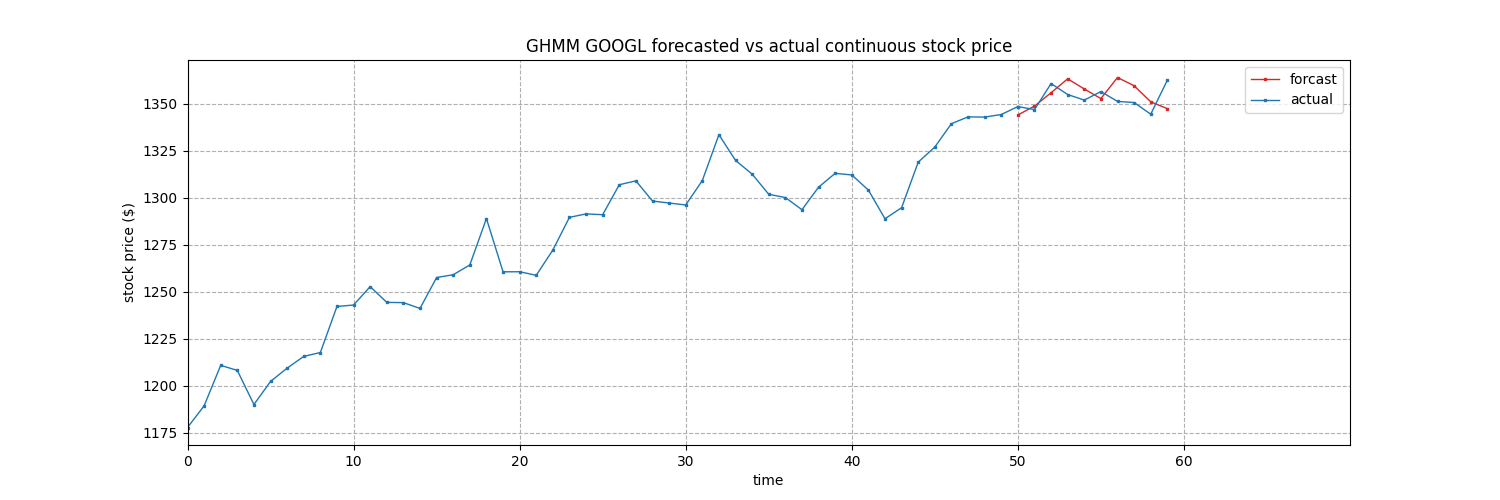 GHMM GOOGL forecasted vs actual continuous stock price
forcast
actual
1350
1325
1300
1275
1250
1225
1200
1175
stock price ($)
0 10 20 30 40 50 60
time